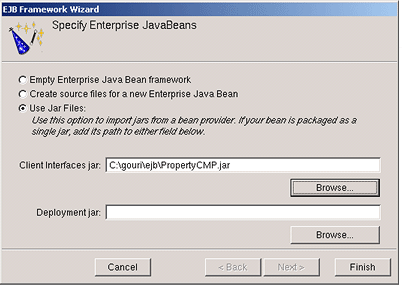 EJB Framework Wizard
Specify Enterprise JavaBeans
Empty Enterprise Java Bean framework
Create source files for a new Enterprise Java Bean
Use Jar Files:
Use this option to import jars from a bean provider. If your bean is packaged as a
single jar, add its path to either field below.
Client Interfaces jar: C:\gouri\ejb\PropertyCMP.jar
Browse...
Deployment jar:
Browse...
Cancel < Back Next > Finish